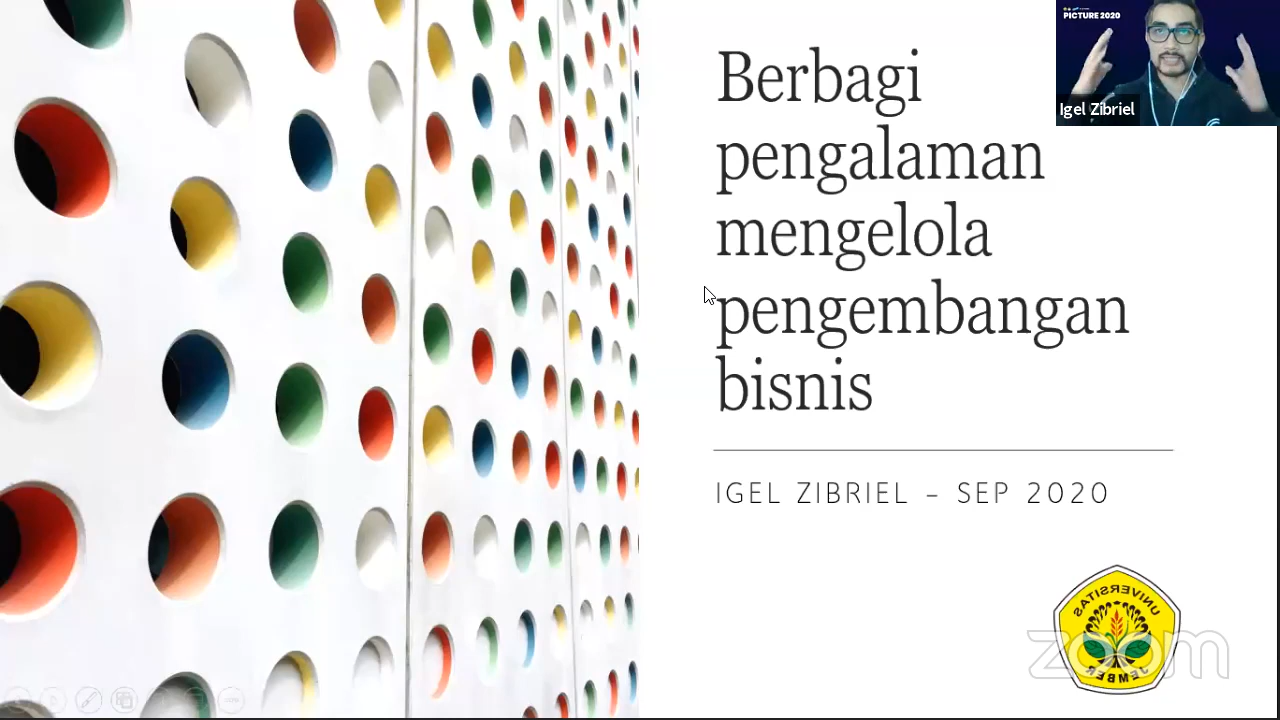 PICTURE 2020
Igel Zibriel
Berbagi
pengalaman
mengelola
pengembangan
bisnis
IGEL ZIBRIEL – SEP 2020
UNIVERSITAS
JEMBER
zoom